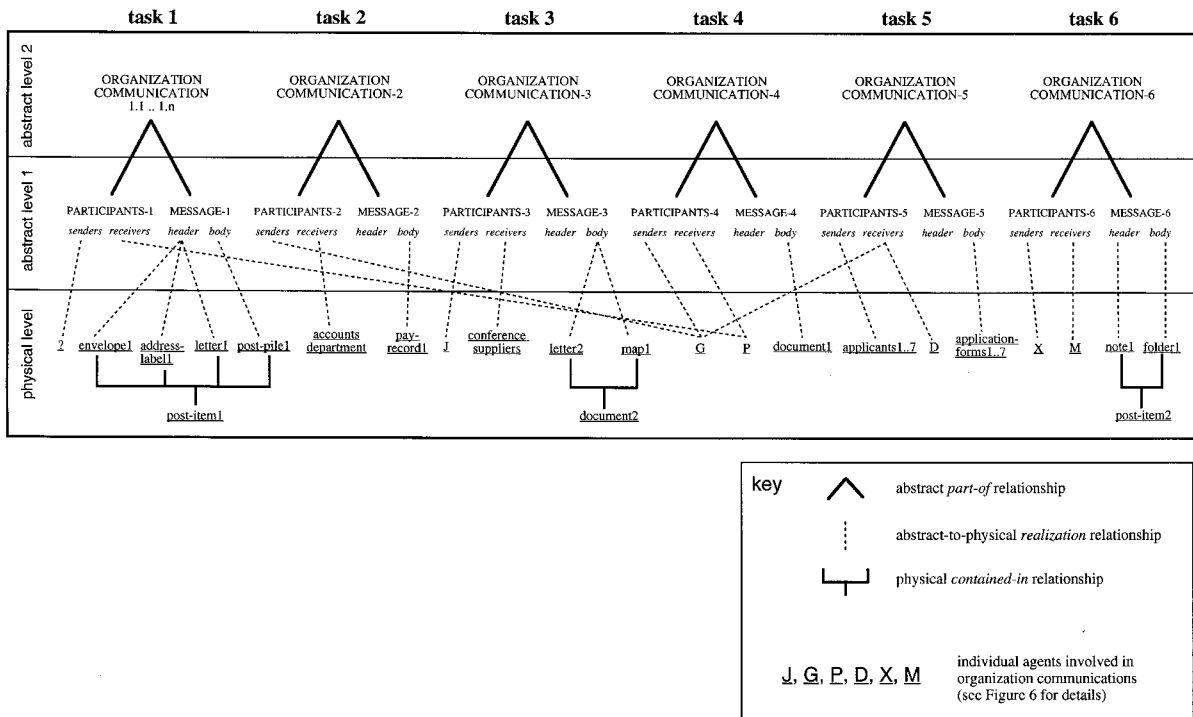 task 1 task 2 task 3 task 4 task 5 task 6
abstract level 2
ORGANIZATION ORGANIZATION ORGANIZATION ORGANIZATION ORGANIZATION ORGANIZATION
COMMUNICATION COMMUNICATION-2 COMMUNICATION-3 COMMUNICATION-4 COMMUNICATION-5 COMMUNICATION-6
1.1 .. 1.n
abstract level 1
PARTICIPANTS-1 MESSAGE-1 PARTICIPANTS-2 MESSAGE-2 PARTICIPANTS-3 MESSAGE-3 PARTICIPANTS-4 MESSAGE-4 PARTICIPANTS-5 MESSAGE-5 PARTICIPANTS-6 MESSAGE-6
senders receivers header body senders receivers header body senders receivers header body senders receivers header body senders receivers header body senders receivers header body
physical level
? envelope1 address- letter1 post-pile1 accounts pay- J conference letter2 map1 G P document1 applicants1..7 D application- X M note1 folder1
label1 department record1 suppliers forms1..7
post-item1 document2 post-item2
key
abstract part-of relationship
abstract-to-physical realization relationship
physical contained-in relationship
J, G, P, D, X, M individual agents involved in
organization communications
(see Figure 6 for details)